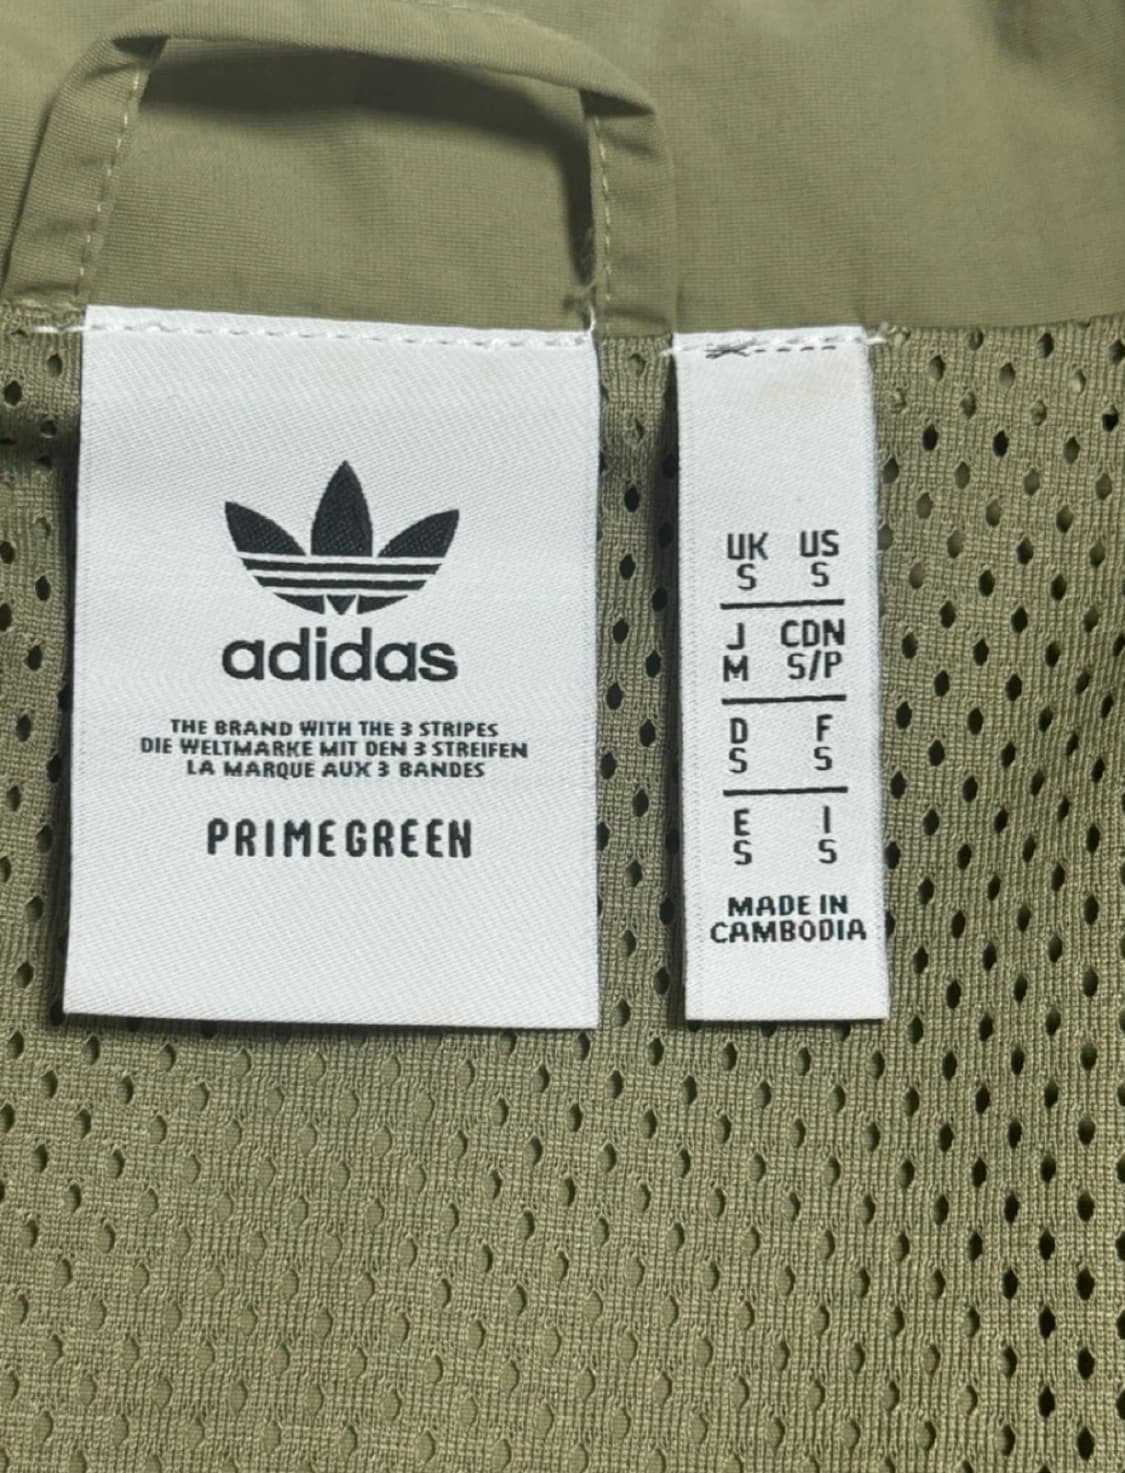 adidas
THE BRAND WITH THE 3 STRIPES
DIE WELTMARKE MIT DEN 3 STREIFEN
LA MARQUE AUX 3 BANDES
PRIMEGREEN
UK US
S S
J CDN
M S/P
D F
S S
E I
S S
MADE IN
CAMBODIA